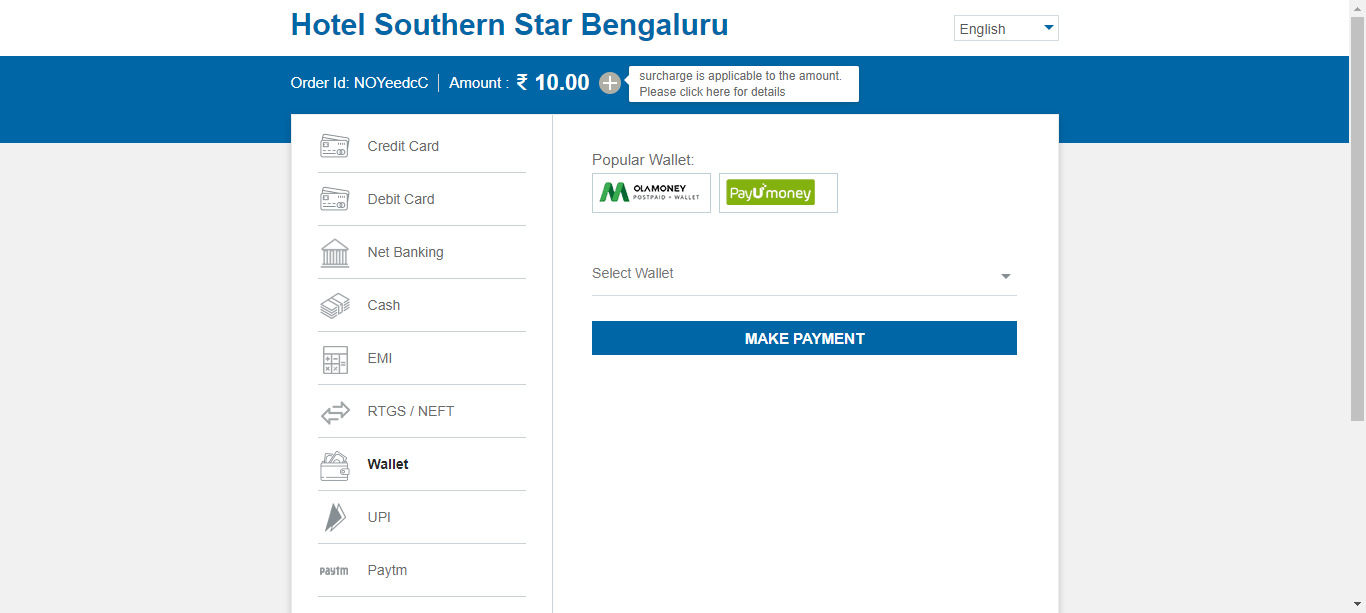 Hotel Southern Star Bengaluru
English
Order Id: NOYeedcC
Amount : ₹ 10.00
surcharge is applicable to the amount.
Please click here for details
Credit Card
Debit Card
Net Banking
Cash
EMI
RTGS / NEFT
Wallet
UPI
Paytm
Paytm
Popular Wallet:
OLAMONEY
POSTPAID + WALLET
PayUmoney
Select Wallet
MAKE PAYMENT